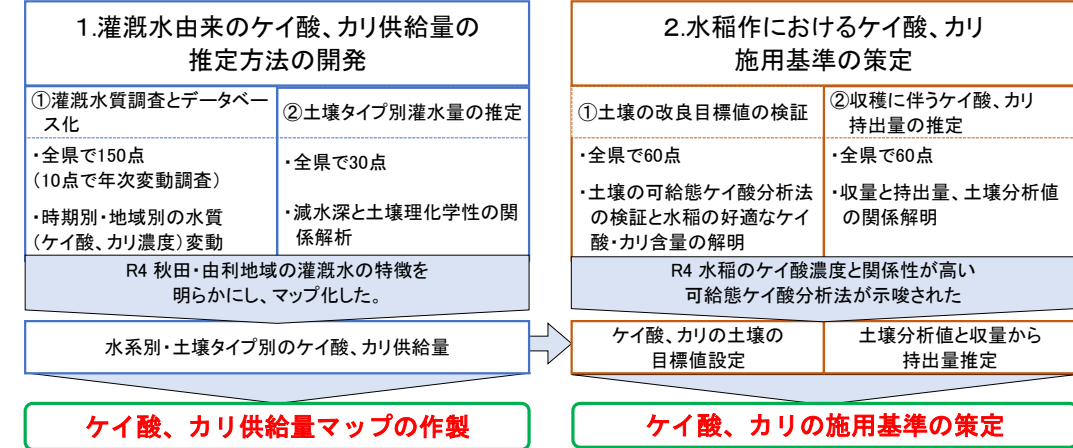 1.灌漑水由来のケイ酸、カリ供給量の
推定方法の開発
①灌漑水質調査とデータベー
ス化
・全県で150点
(10点で年次変動調査)
・時期別・地域別の水質
(ケイ酸、カリ濃度)変動
②土壌タイプ別灌水量の推定
・全県で30点
・減水深と土壌理化学性の関
係解析
R4 秋田・由利地域の灌漑水の特徴を
明らかにし、マップ化した。
水系別・土壌タイプ別のケイ酸、カリ供給量
ケイ酸、カリ供給量マップの作製
2.水稲作におけるケイ酸、カリ
施用基準の策定
①土壌の改良目標値の検証
・全県で60点
・土壌の可給態ケイ酸分析法
の検証と水稲の好適なケイ
酸・カリ含量の解明
②収穫に伴うケイ酸、カリ
持出量の推定
・全県で60点
・収量と持出量、土壌分析値
の関係解明
R4 水稲のケイ酸濃度と関係性が高い
可給態ケイ酸分析法が示唆された
ケイ酸、カリの土壌の
目標値設定
土壌分析値と収量から
持出量推定
ケイ酸、カリの施用基準の策定